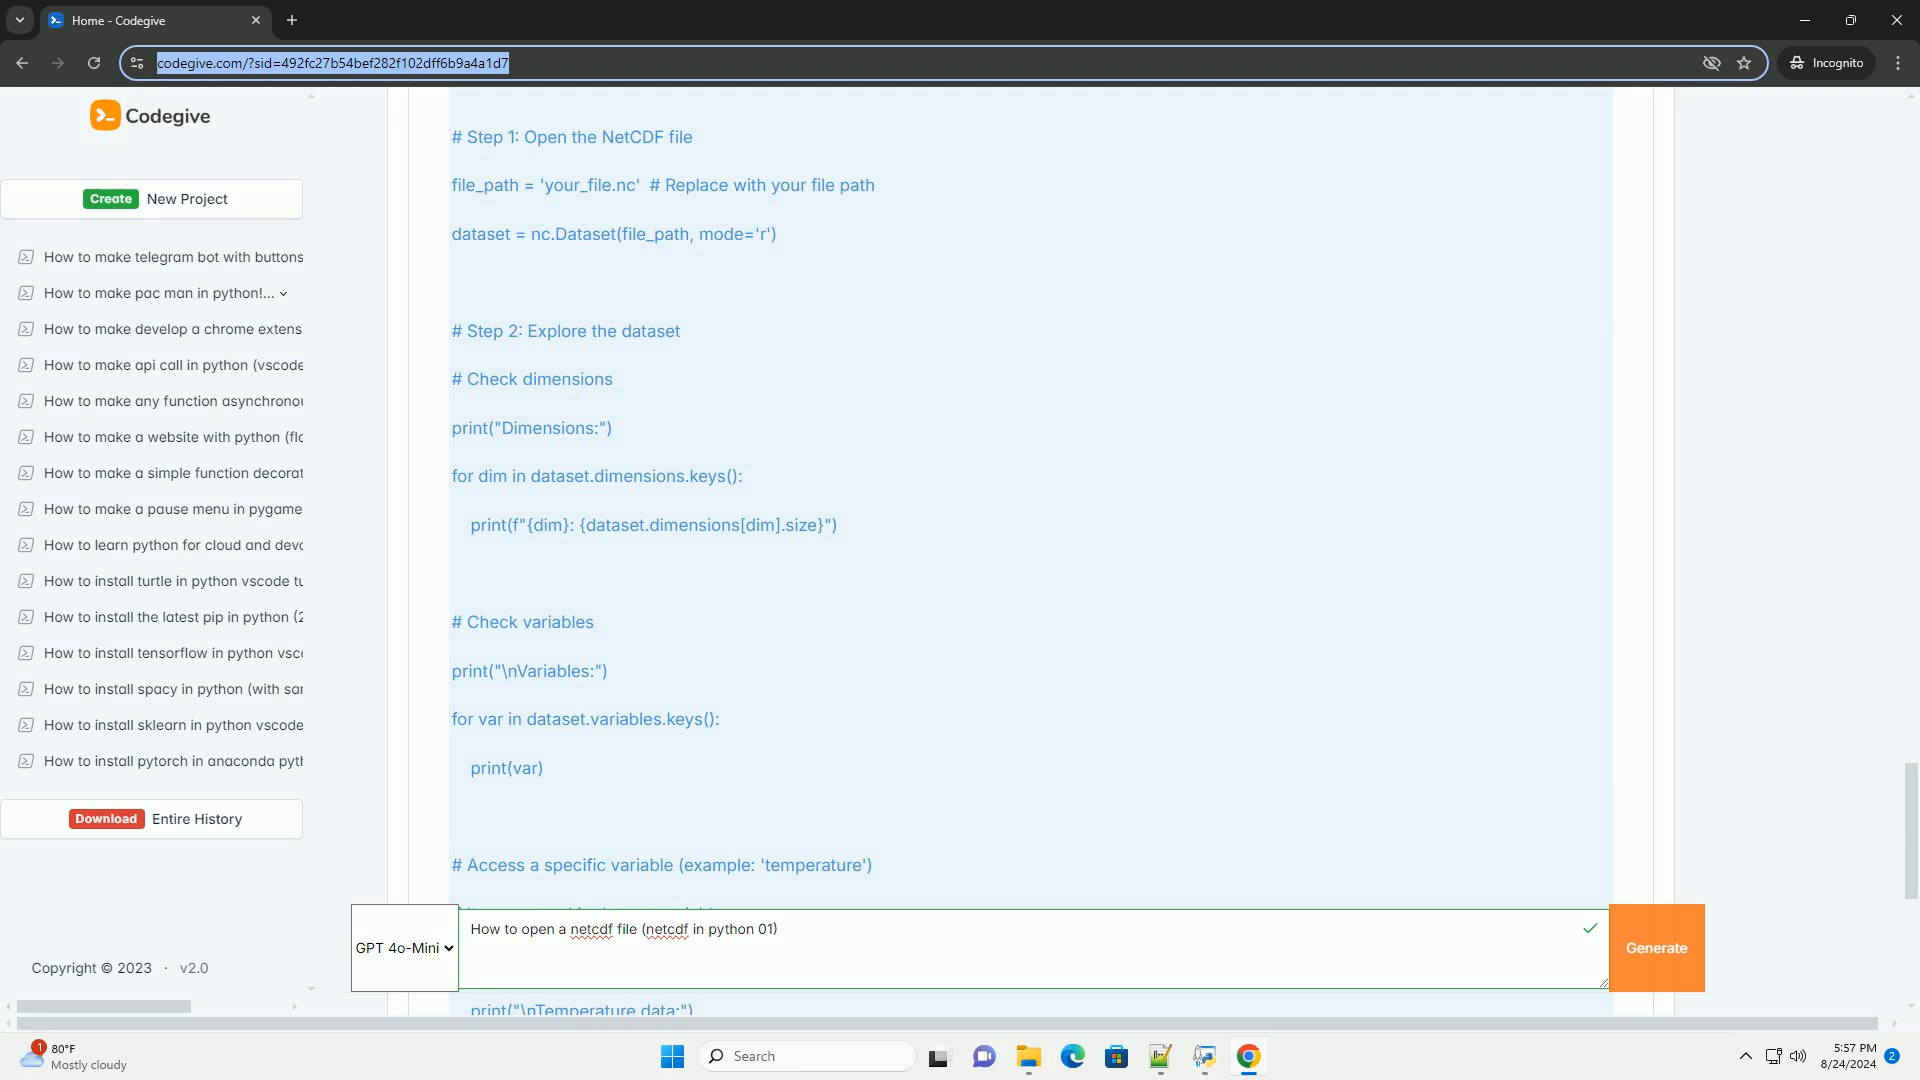 Home - Codegive
codegive.com/?sid=492fc27b54bef282f102dff6b9a4a1d7
Incognito
Codegive
Create New Project
How to make telegram bot with buttons
How to make pac man in python!...
How to make develop a chrome extens
How to make api call in python (vscode
How to make any function asynchronou
How to make a website with python (fla
How to make a simple function decorat
How to make a pause menu in pygame
How to learn python for cloud and devo
How to install turtle in python vscode tu
How to install the latest pip in python (2
How to install tensorflow in python vsco
How to install spacy in python (with sam
How to install sklearn in python vscode
How to install pytorch in anaconda pyth
Download Entire History
Copyright © 2023 · v2.0
# Step 1: Open the NetCDF file
file_path = 'your_file.nc'  # Replace with your file path
dataset = nc.Dataset(file_path, mode='r')
# Step 2: Explore the dataset
# Check dimensions
print("Dimensions:")
for dim in dataset.dimensions.keys():
print(f"{dim}: {dataset.dimensions[dim].size}")
# Check variables
print("\nVariables:")
for var in dataset.variables.keys():
print(var)
# Access a specific variable (example: 'temperature')
GPT 4o-Mini
How to open a netcdf file (netcdf in python 01)
Generate
print("\nTemperature data:")
1
80°F
Mostly cloudy
Search
5:57 PM
8/24/2024
2